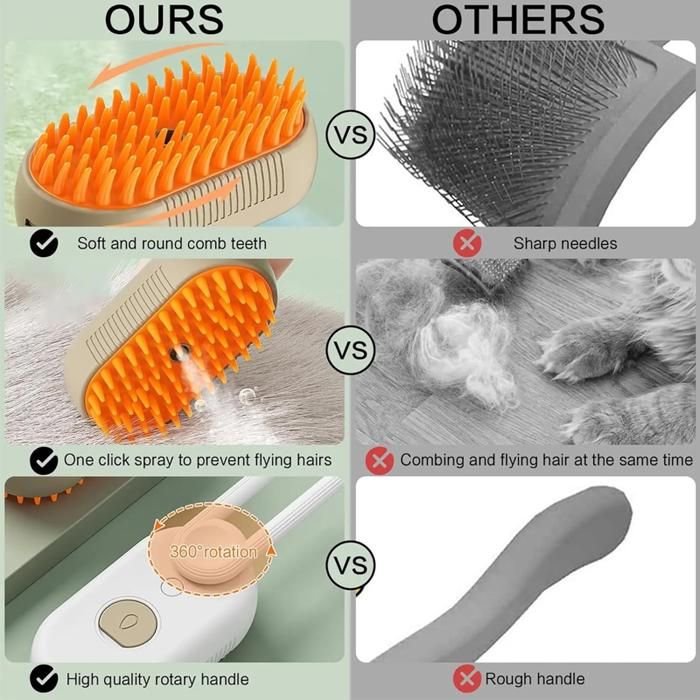 OURS
OTHERS
VS
Soft and round comb teeth
Sharp needles
VS
One click spray to prevent flying hairs
Combing and flying hair at the same time
360°rotation
VS
High quality rotary handle
Rough handle